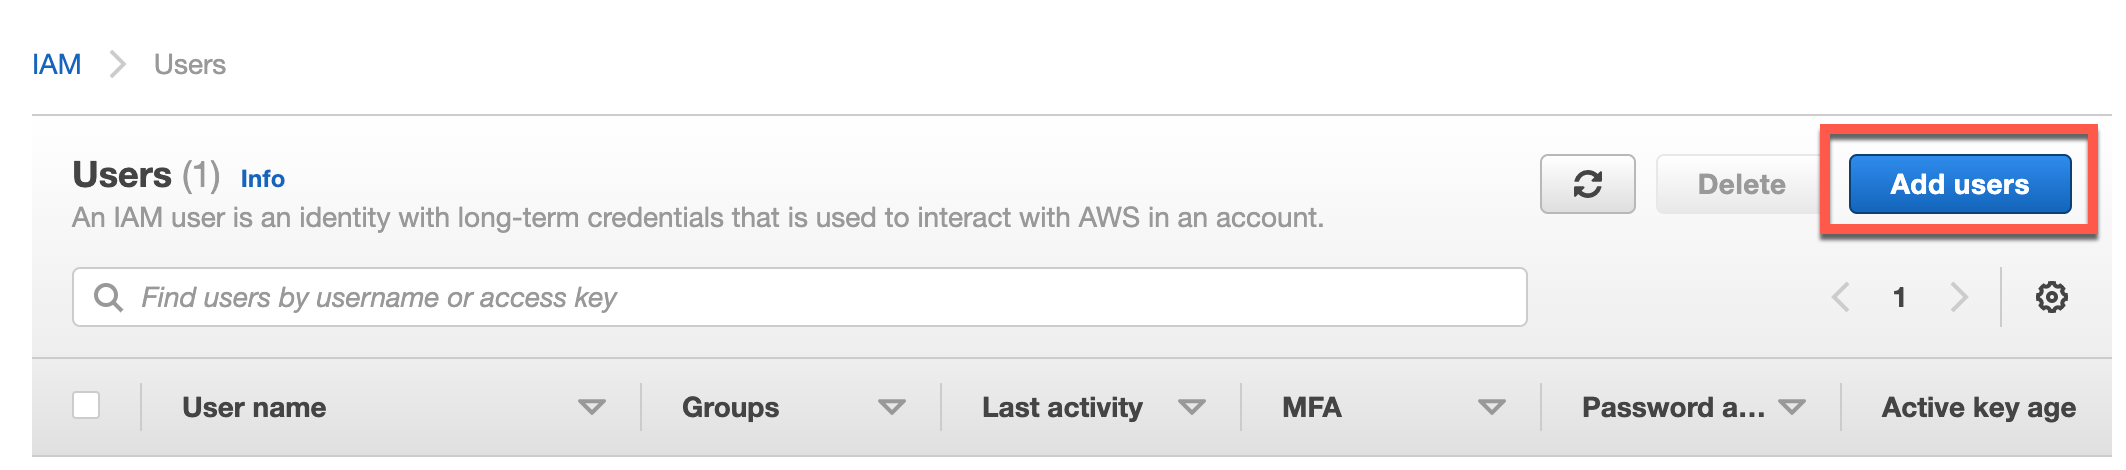 IAM > Users
Users (1) Info
Delete
Add users
An IAM user is an identity with long-term credentials that is used to interact with AWS in an account.
Find users by username or access key
1
User name
Groups
Last activity
MFA
Password a...
Active key age